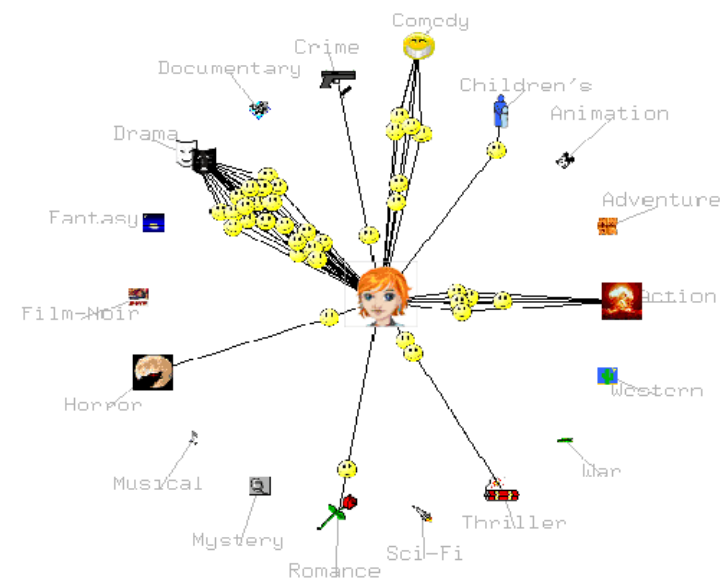 Comedy
Crime
Documentary
Children's
Animation
Drama
Adventure
Fantasy
Action
Film-Noir
Western
Horror
War
Musical
Thriller
Mystery
Sci-Fi
Romance